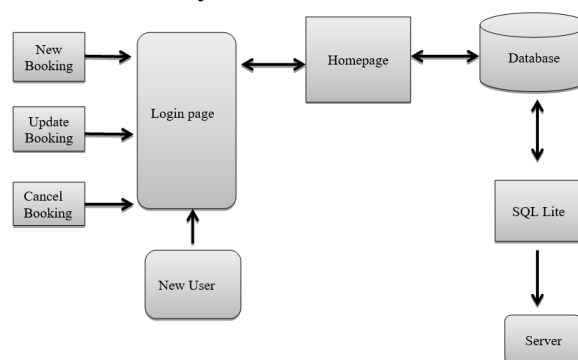 New
Booking
Login page
Homepage
Database
Update
Booking
Cancel
Booking
SQL Lite
New User
Server